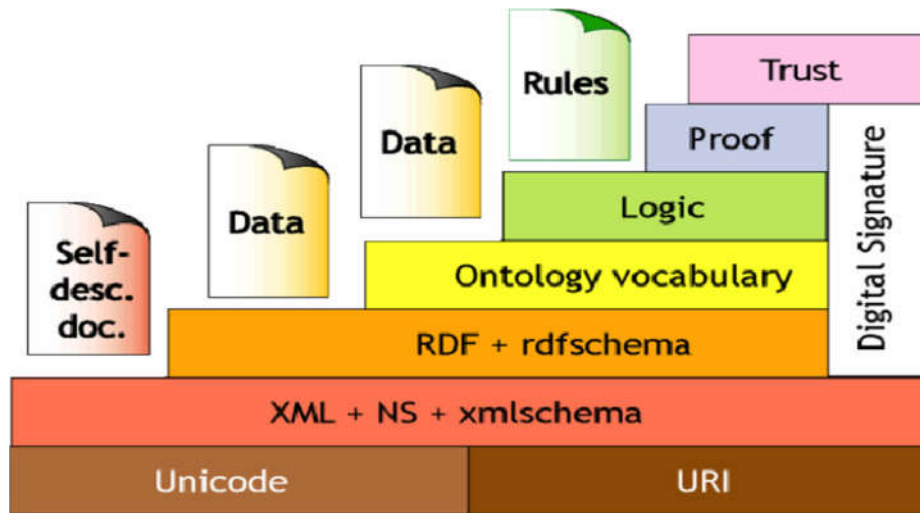 Rules
Trust
Data
Proof
Data
Logic
Self-
desc.
doc.
Ontology vocabulary
Digital Signature
RDF + rdfschema
XML + NS + xmlschema
Unicode
URI